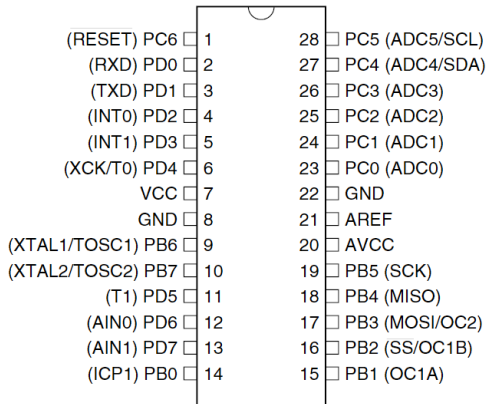 (RESET) PC6 1 28 PC5 (ADC5/SCL)
(RXD) PD0 2 27 PC4 (ADC4/SDA)
(TXD) PD1 3 26 PC3 (ADC3)
(INT0) PD2 4 25 PC2 (ADC2)
(INT1) PD3 5 24 PC1 (ADC1)
(XCK/T0) PD4 6 23 PC0 (ADC0)
VCC 7 22 GND
GND 8 21 AREF
(XTAL1/TOSC1) PB6 9 20 AVCC
(XTAL2/TOSC2) PB7 10 19 PB5 (SCK)
(T1) PD5 11 18 PB4 (MISO)
(AIN0) PD6 12 17 PB3 (MOSI/OC2)
(AIN1) PD7 13 16 PB2 (SS/OC1B)
(ICP1) PB0 14 15 PB1 (OC1A)